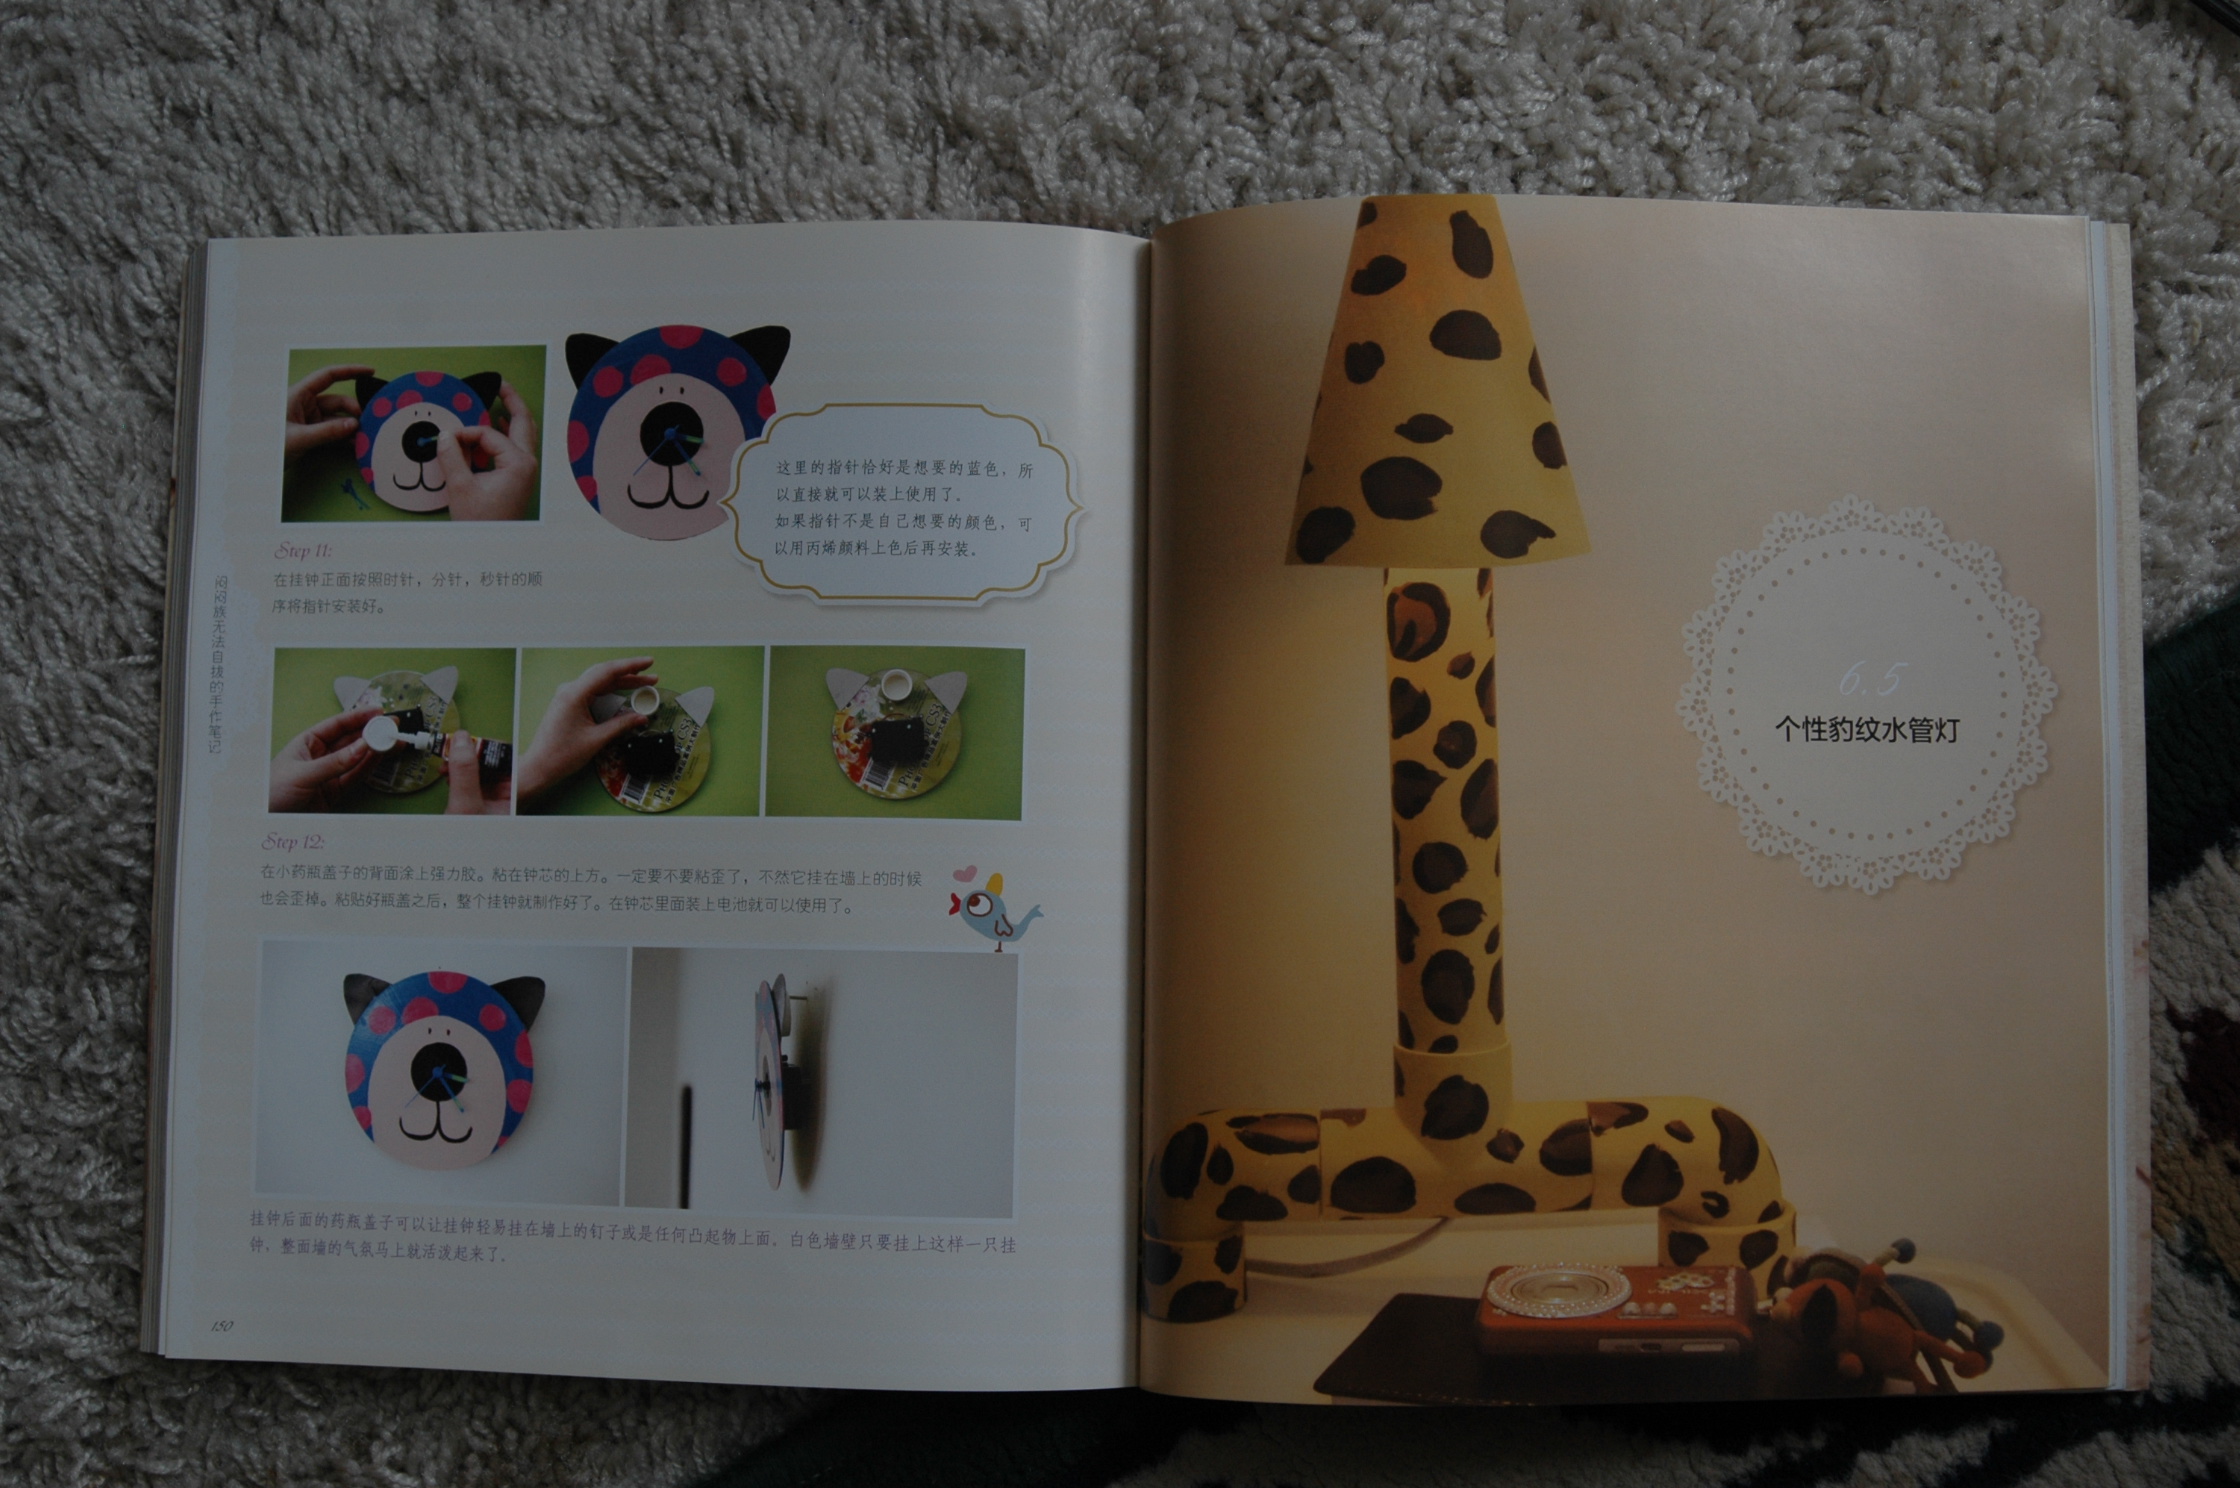 闷闷族无法自拔的手作笔记
这里的指针恰好是想要的蓝色，所
以直接就可以装上使用了。
如果指针不是自己想要的颜色，可
以用丙烯颜料上色后再安装。
Step 11:
在挂钟正面按照时针，分针，秒针的顺
序将指针安装好。
Step 12:
在小药瓶盖子的背面涂上强力胶。粘在钟芯的上方。一定要不要粘歪了，不然它挂在墙上的时候
也会歪掉。粘贴好瓶盖之后，整个挂钟就制作好了。在钟芯里面装上电池就可以使用了。
挂钟后面的药瓶盖子可以让挂钟轻易挂在墙上的钉子或是任何凸起物上面。白色墙壁只要挂上这样一只挂
钟，整面墙的气氛马上就活泼起来了。
150
6.5
个性豹纹水管灯